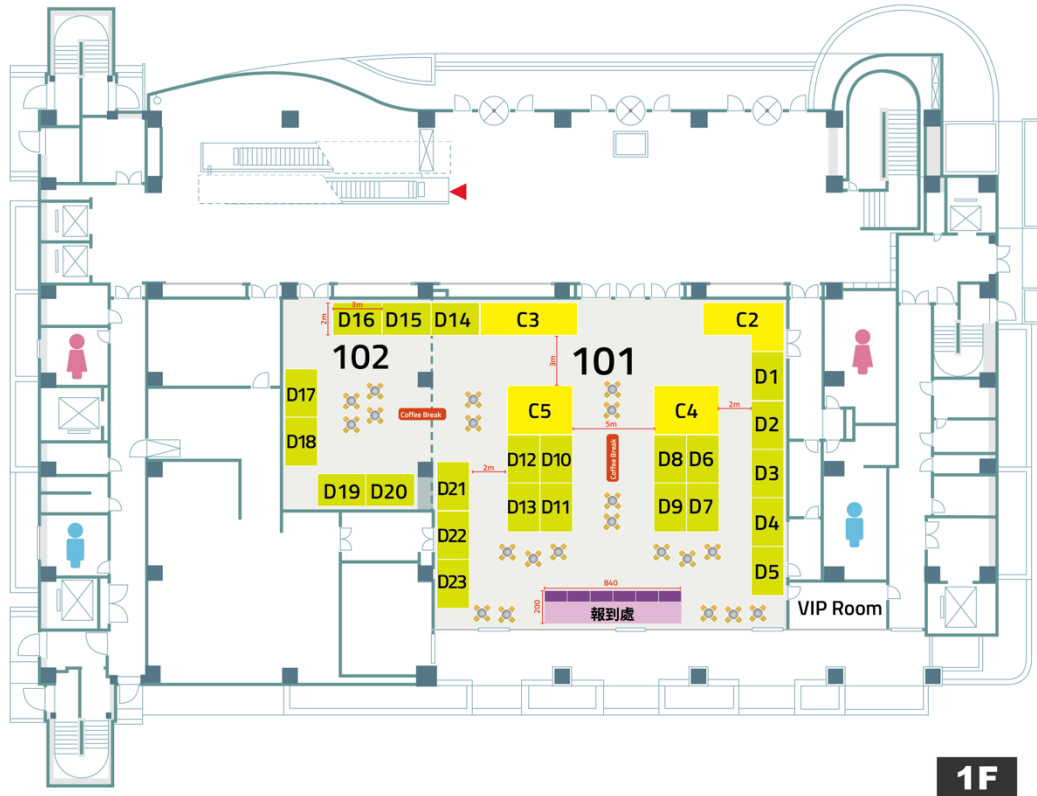 3m
2m
D16
D15
D14
C3
C2
102
101
3m
D1
D17
C5
C4
2m
D2
Coffee Break
5m
D18
D12
D10
Coffee Break
D8
D6
D3
2m
D21
D19
D20
D13
D11
D9
D7
D4
D22
D23
D5
840
200
報到處
VIP Room
1F